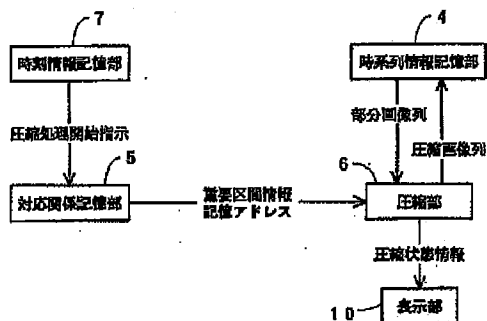 7
時刻情報記憶部
4
時系列情報記憶部
圧縮処理開始指示
部分画像列
圧縮画像列
5
対応関係記憶部
重要区間情報
記憶アドレス
6
圧縮部
圧縮状態情報
10
表示部